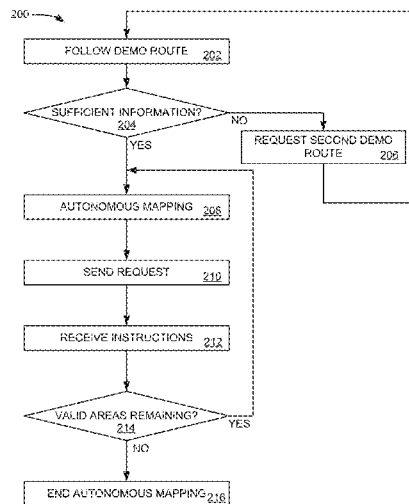 200
FOLLOW DEMO ROUTE 202
SUFFICIENT INFORMATION?
204
NO
YES
REQUEST SECOND DEMO
ROUTE 206
AUTONOMOUS MAPPING
208
SEND REQUEST 210
RECEIVE INSTRUCTIONS 212
VALID AREAS REMAINING?
214
YES
NO
END AUTONOMOUS MAPPING
216